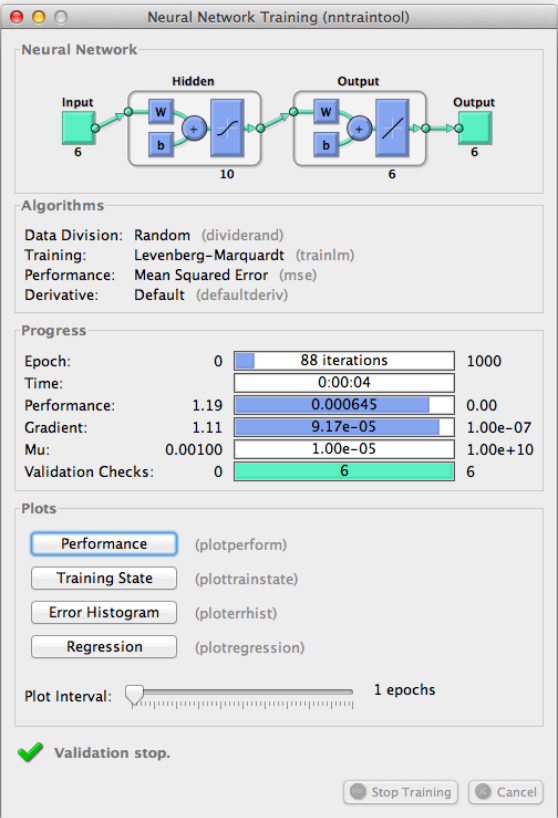 Neural Network Training (nntraintool)
Neural Network
Hidden Output
Input Output
W + b W + b
6 6
10 6
Algorithms
Data Division: Random (dividerand)
Training: Levenberg-Marquardt (trainlm)
Performance: Mean Squared Error (mse)
Derivative: Default (defaultderiv)
Progress
Epoch: 0 88 iterations 1000
Time: 0:00:04
Performance: 1.19 0.000645 0.00
Gradient: 1.11 9.17e-05 1.00e-07
Mu: 0.00100 1.00e-05 1.00e+10
Validation Checks: 0 6 6
Plots
Performance (plotperform)
Training State (plottrainstate)
Error Histogram (ploterrhist)
Regression (plotregression)
Plot Interval: 1 epochs
Validation stop.
Stop Training Cancel